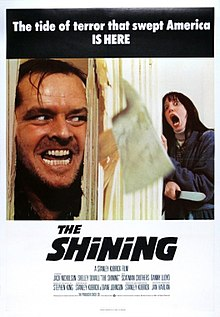 The tide of terror that swept America
IS HERE
THE
SHiNiNG
A STANLEY KUBRICK FILM
JACK NICHOLSON SHELLEY DUVALL "THE SHINING" SCATMAN CROTHERS DANNY LLOYD
STEPHEN KING STANLEY KUBRICK & DIANE JOHNSON STANLEY KUBRICK JAN HARLAN